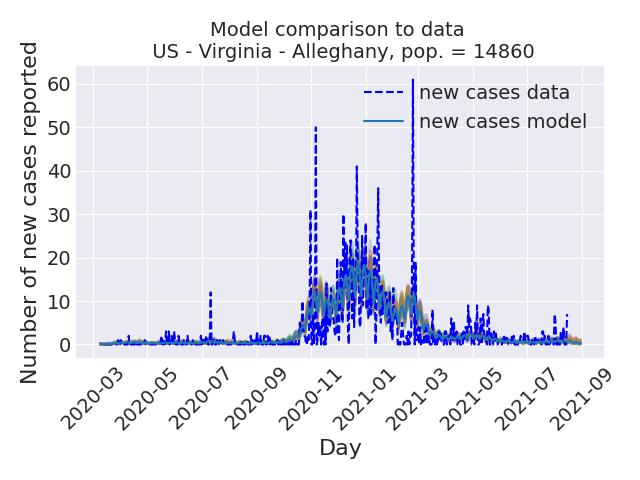 Model comparison to data
US - Virginia - Alleghany, pop. = 14860
Number of new cases reported
60
50
40
30
20
10
0
new cases data
new cases model
2020-03
2020-05
2020-07
2020-09
2020-11
2021-01
2021-03
2021-05
2021-07
2021-09
Day